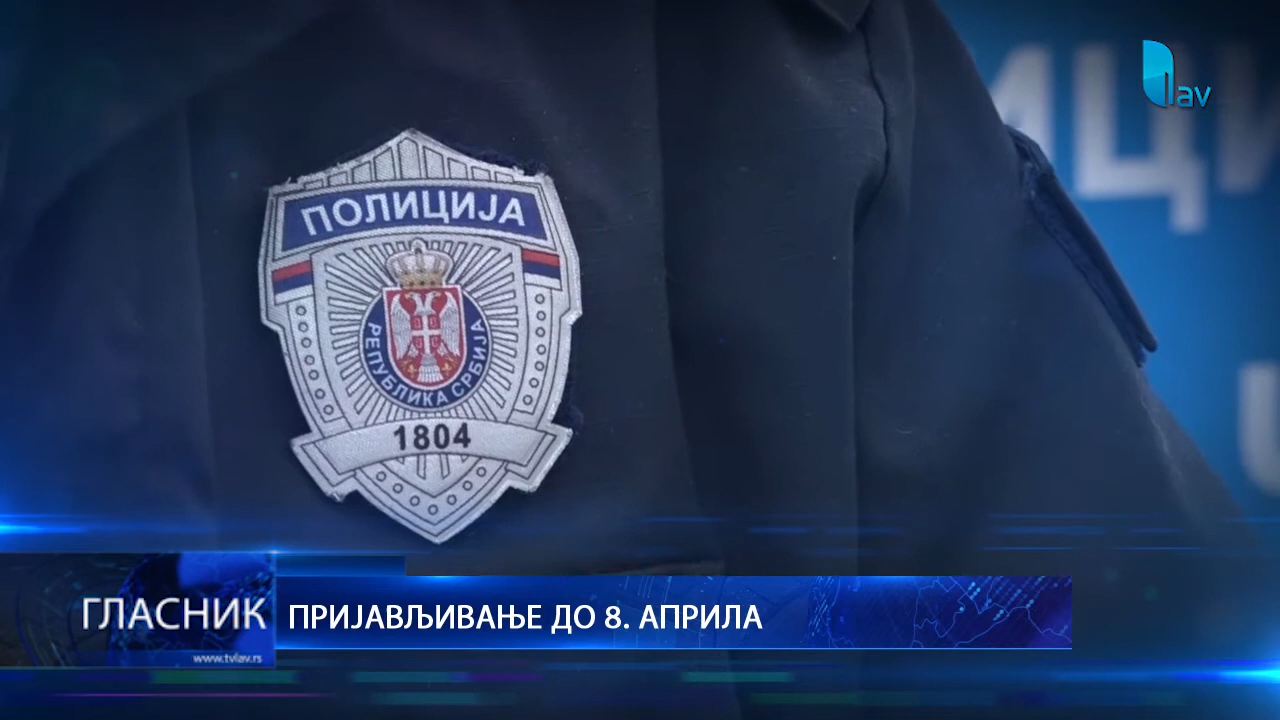 lav
ПОЛИЦИЈА
РЕПУБЛИКА СРБИЈА
1804
ГЛАСНИК
ПРИЈАВЉИВАЊЕ ДО 8. АПРИЛА
www.tvlav.rs